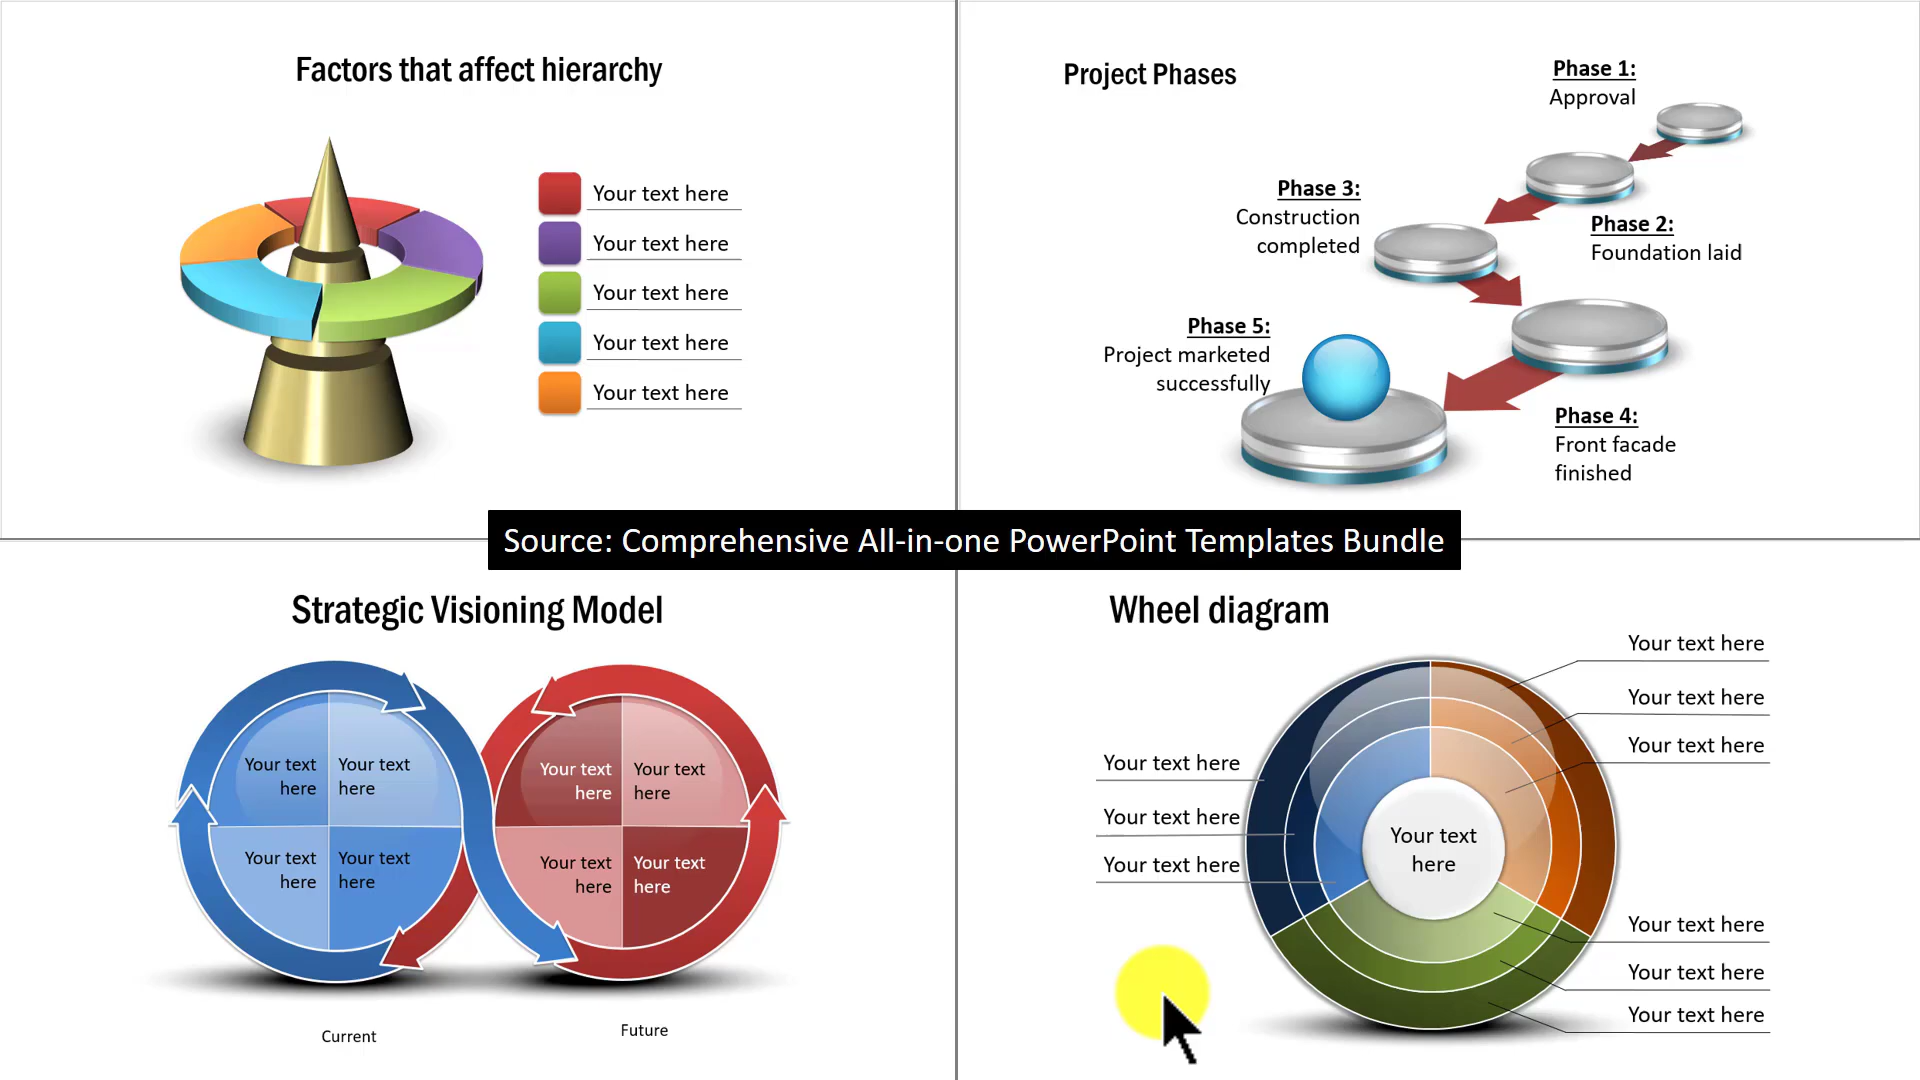 Factors that affect hierarchy
Your text here
Your text here
Your text here
Your text here
Your text here
Project Phases
Phase 1:
Approval
Phase 2:
Foundation laid
Phase 3:
Construction
completed
Phase 4:
Front facade
finished
Phase 5:
Project marketed
successfully
Source: Comprehensive All-in-one PowerPoint Templates Bundle
Strategic Visioning Model
Your text
here
Your text
here
Your text
here
Your text
here
Your text
here
Your text
here
Your text
here
Your text
here
Current
Future
Wheel diagram
Your text here
Your text here
Your text here
Your text
here
Your text here
Your text here
Your text here
Your text here
Your text here
Your text here